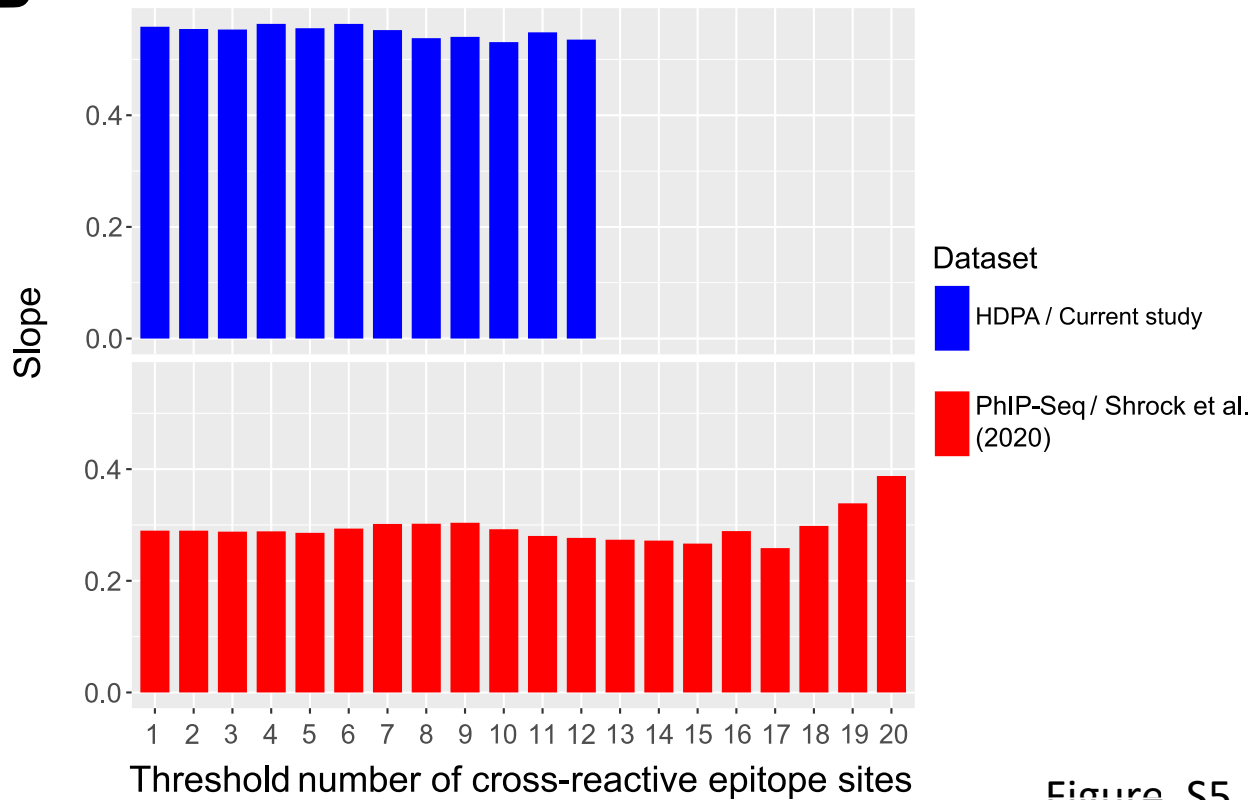 0.4
0.2
0.0
Slope
0.4
0.2
0.0
1 2 3 4 5 6 7 8 9 10 11 12 13 14 15 16 17 18 19 20
Threshold number of cross-reactive epitope sites
Dataset
HDPA / Current study
PhIP-Seq / Shrock et al.
(2020)
Figure S5